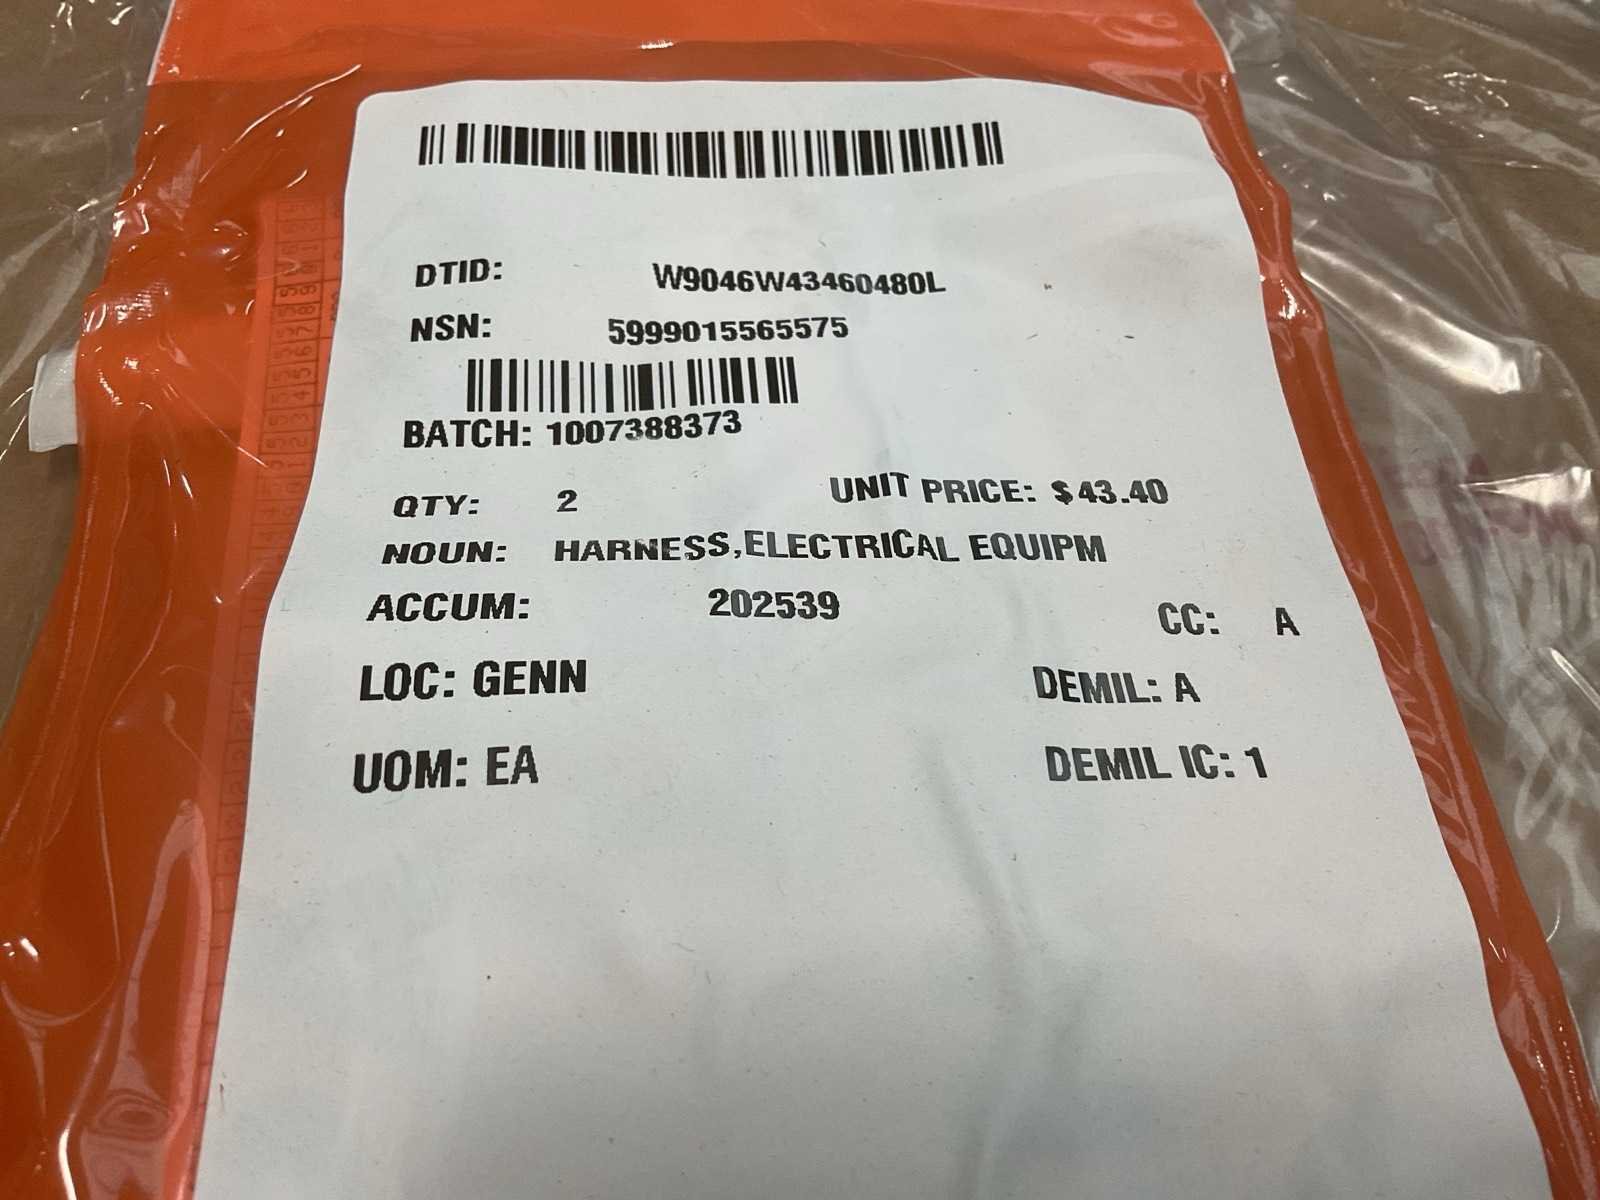 DTID: W9046W43460480L
NSN: 5999015565575
BATCH: 1007388373
QTY: 2 UNIT PRICE: $43.40
NOUN: HARNESS,ELECTRICAL EQUIPM
ACCUM: 202539 CC: A
LOC: GENN DEMIL: A
UOM: EA DEMIL IC: 1